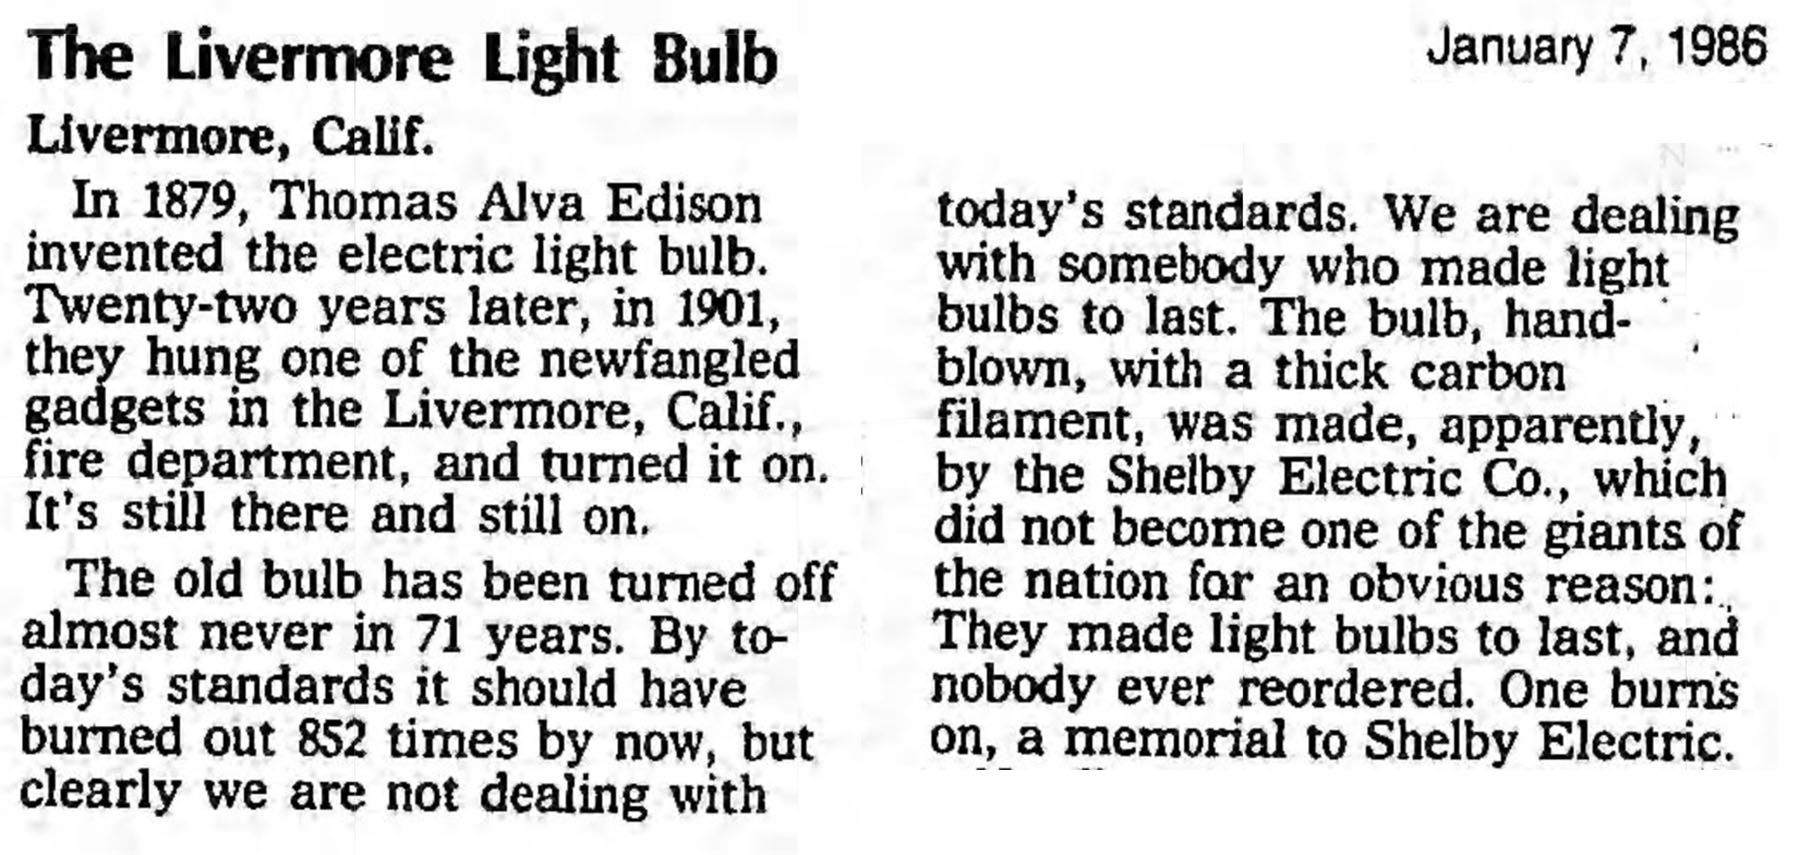 The Livermore Light Bulb
January 7, 1986
Livermore, Calif.
In 1879, Thomas Alva Edison
invented the electric light bulb.
Twenty-two years later, in 1901,
they hung one of the newfangled
gadgets in the Livermore, Calif.,
fire department, and turned it on.
It's still there and still on.
The old bulb has been turned off
almost never in 71 years. By to-
day's standards it should have
burned out 852 times by now, but
clearly we are not dealing with
today's standards. We are dealing
with somebody who made light
bulbs to last. The bulb, hand-
blown, with a thick carbon
filament, was made, apparently,
by the Shelby Electric Co., which
did not become one of the giants of
the nation for an obvious reason:
They made light bulbs to last, and
nobody ever reordered. One burns
on, a memorial to Shelby Electric.